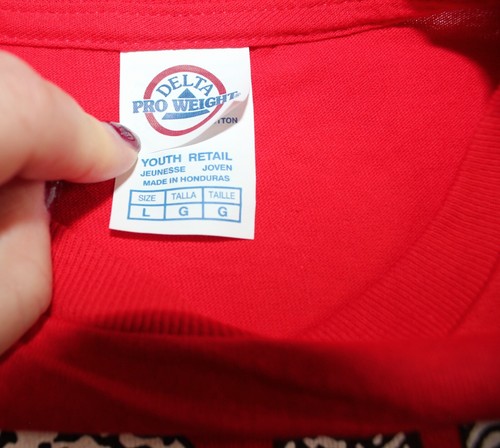 DELTA
PRO WEIGHT
YOUTH RETAIL
JEUNESSE JOVEN
MADE IN HONDURAS
SIZE TALLA TAILLE
L G G